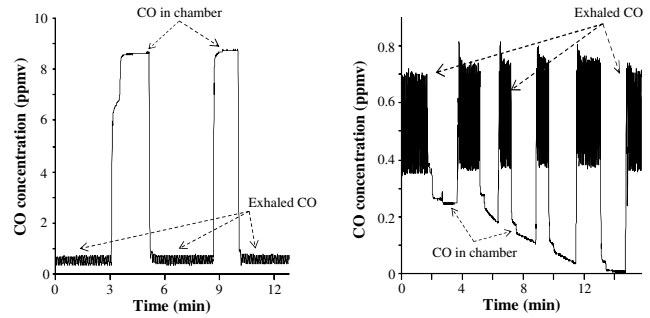 CO in chamber
10
8
6
4
2
0
CO concentration (ppmv)
Exhaled CO
0 3 6 9 12
Time (min)
Exhaled CO
0.8
0.6
0.4
0.2
0
CO concentration (ppmv)
CO in chamber
0 4 8 12
Time (min)